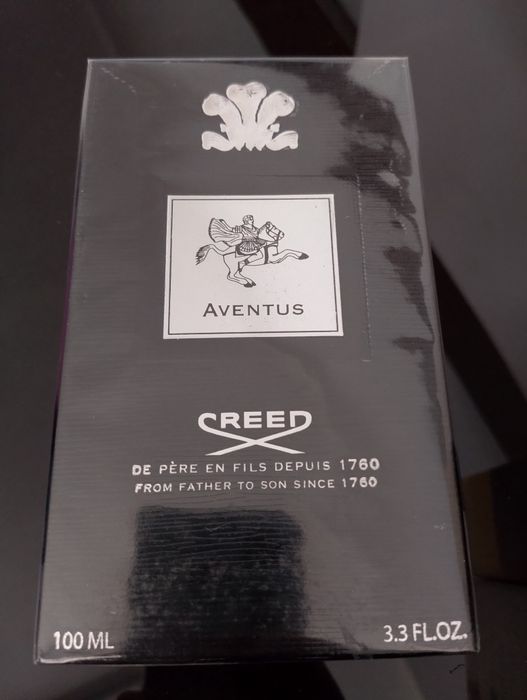 AVENTUS
CREED
DE PÈRE EN FILS DEPUIS 1760
FROM FATHER TO SON SINCE 1760
100 ML
3.3 FL.OZ.